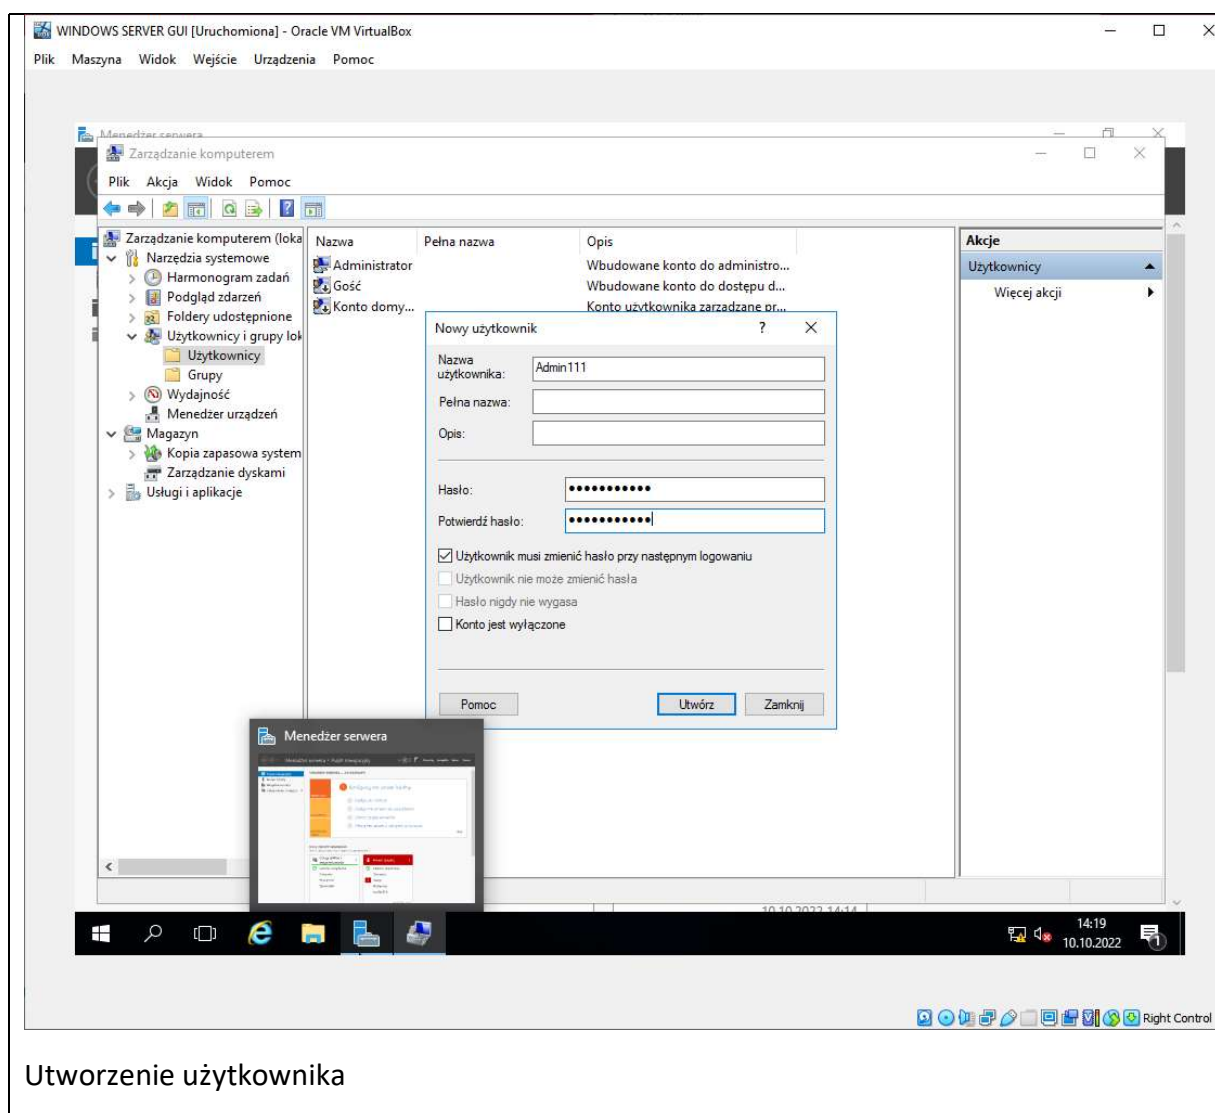 WINDOWS SERVER GUI [Uruchomiona] - Oracle VM VirtualBox
Plik Maszyna Widok Wejście Urządzenia Pomoc
Menedżer serwera
Zarządzanie komputerem
Plik Akcja Widok Pomoc
Zarządzanie komputerem (loka
Narzędzia systemowe
Harmonogram zadań
Podgląd zdarzeń
Foldery udostępnione
Użytkownicy i grupy lok
Użytkownicy
Grupy
Wydajność
Menedżer urządzeń
Magazyn
Kopia zapasowa system
Zarządzanie dyskami
Usługi i aplikacje
Nazwa Pełna nazwa Opis
Administrator Wbudowane konto do administro...
Gość Wbudowane konto do dostępu d...
Konto domy... Konto użytkownika zarządzane pr...
Akcje
Użytkownicy
Więcej akcji
Nowy użytkownik ?
Nazwa
użytkownika: Admin111
Pełna nazwa:
Opis:
Hasło: ●●●●●●●●●●●
Potwierdź hasło: ●●●●●●●●●●●
Użytkownik musi zmienić hasło przy następnym logowaniu
Użytkownik nie może zmienić hasła
Hasło nigdy nie wygasa
Konto jest wyłączone
Pomoc Utwórz Zamknij
Menedżer serwera
10.10.2022 14:14
14:19
10.10.2022
1
Right Control
Utworzenie użytkownika